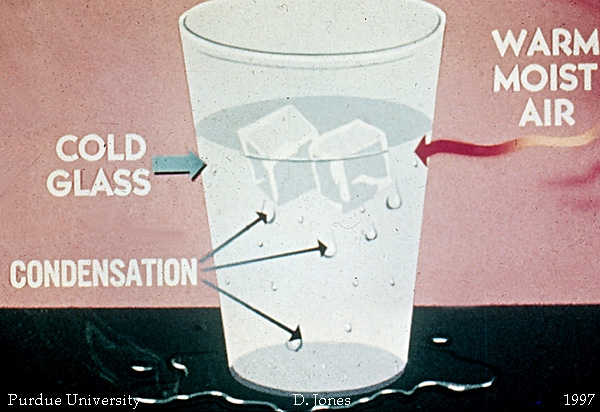 WARM
MOIST
AIR
COLD
GLASS
CONDENSATION
Purdue University
D. Jones
1997